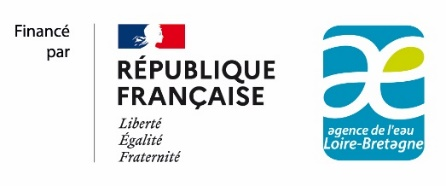 Financé
par
RÉPUBLIQUE
FRANÇAISE
Liberté
Égalité
Fraternité
agence de l'eau
Loire-Bretagne